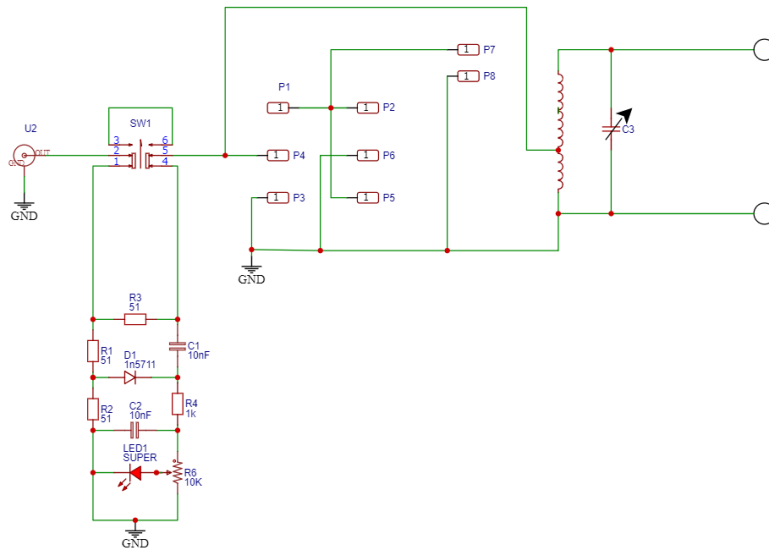 P7
1
P8
1
P1
1
1
P2
SW1
U2
3
6
C3
OUT
2
5
1
P4
1
P6
GND
1
4
1
P3
1
P5
GND
GND
R3
51
R1
51
C1
10nF
D1
1n5711
R2
51
C2
10nF
R4
1k
LED1
SUPER
R6
10K
GND